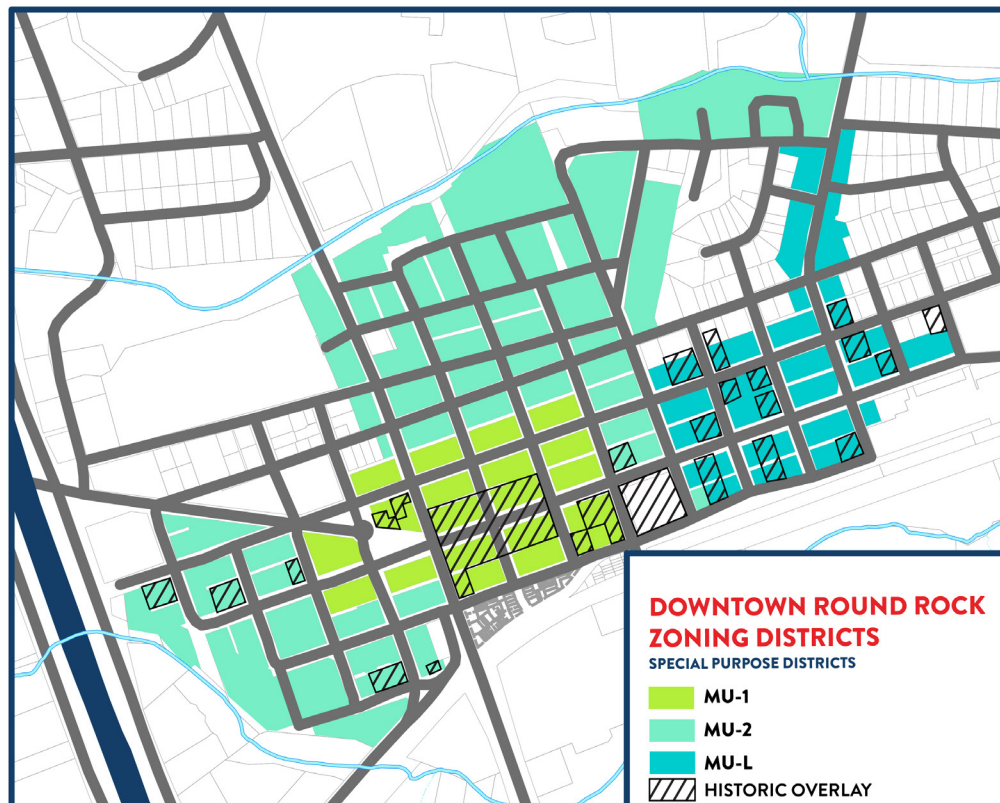 DOWNTOWN ROUND ROCK
ZONING DISTRICTS
SPECIAL PURPOSE DISTRICTS
MU-1
MU-2
MU-L
HISTORIC OVERLAY